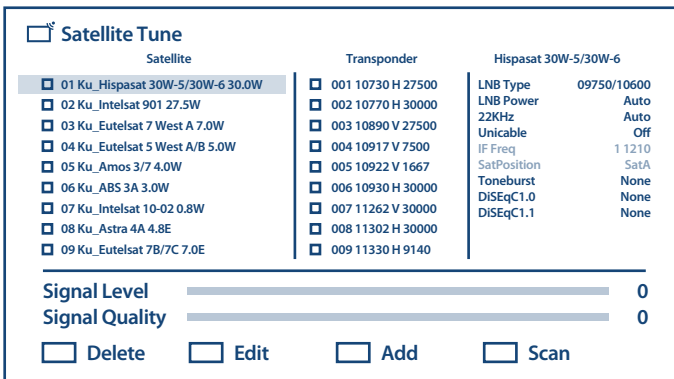 Satellite Tune
Satellite
01 Ku_Hispasat 30W-5/30W-6 30.0W
02 Ku_Intelsat 901 27.5W
03 Ku_Eutelsat 7 West A 7.0W
04 Ku_Eutelsat 5 West A/B 5.0W
05 Ku_Amos 3/7 4.0W
06 Ku_ABS 3A 3.0W
07 Ku_Intelsat 10-02 0.8W
08 Ku_Astra 4A 4.8E
09 Ku_Eutelsat 7B/7C 7.0E
Transponder
001 10730 H 27500
002 10770 H 30000
003 10890 V 27500
004 10917 V 7500
005 10922 V 1667
006 10930 H 30000
007 11262 V 30000
008 11302 H 30000
009 11330 H 9140
Hispasat 30W-5/30W-6
LNB Type 09750/10600
LNB Power Auto
22KHz Auto
Unicable Off
IF Freq 1 1210
SatPosition SatA
Toneburst None
DiSEqC1.0 None
DiSEqC1.1 None
Signal Level 0
Signal Quality 0
Delete Edit Add Scan